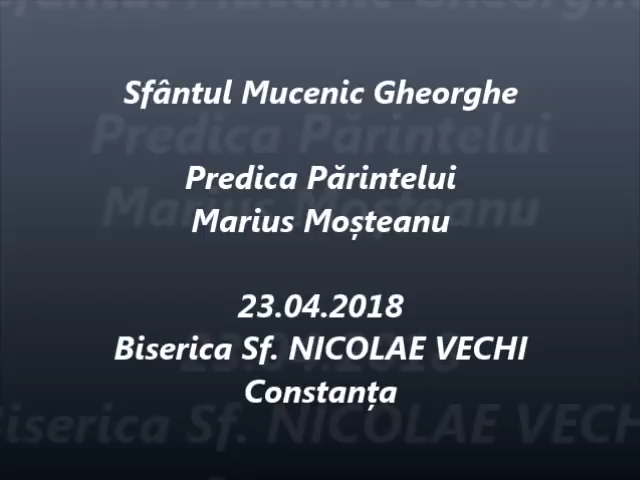 Sfântul Mucenic Gheorghe
Predica Părintelui
Marius Moșteanu
23.04.2018
Biserica Sf. NICOLAE VECHI
Constanța